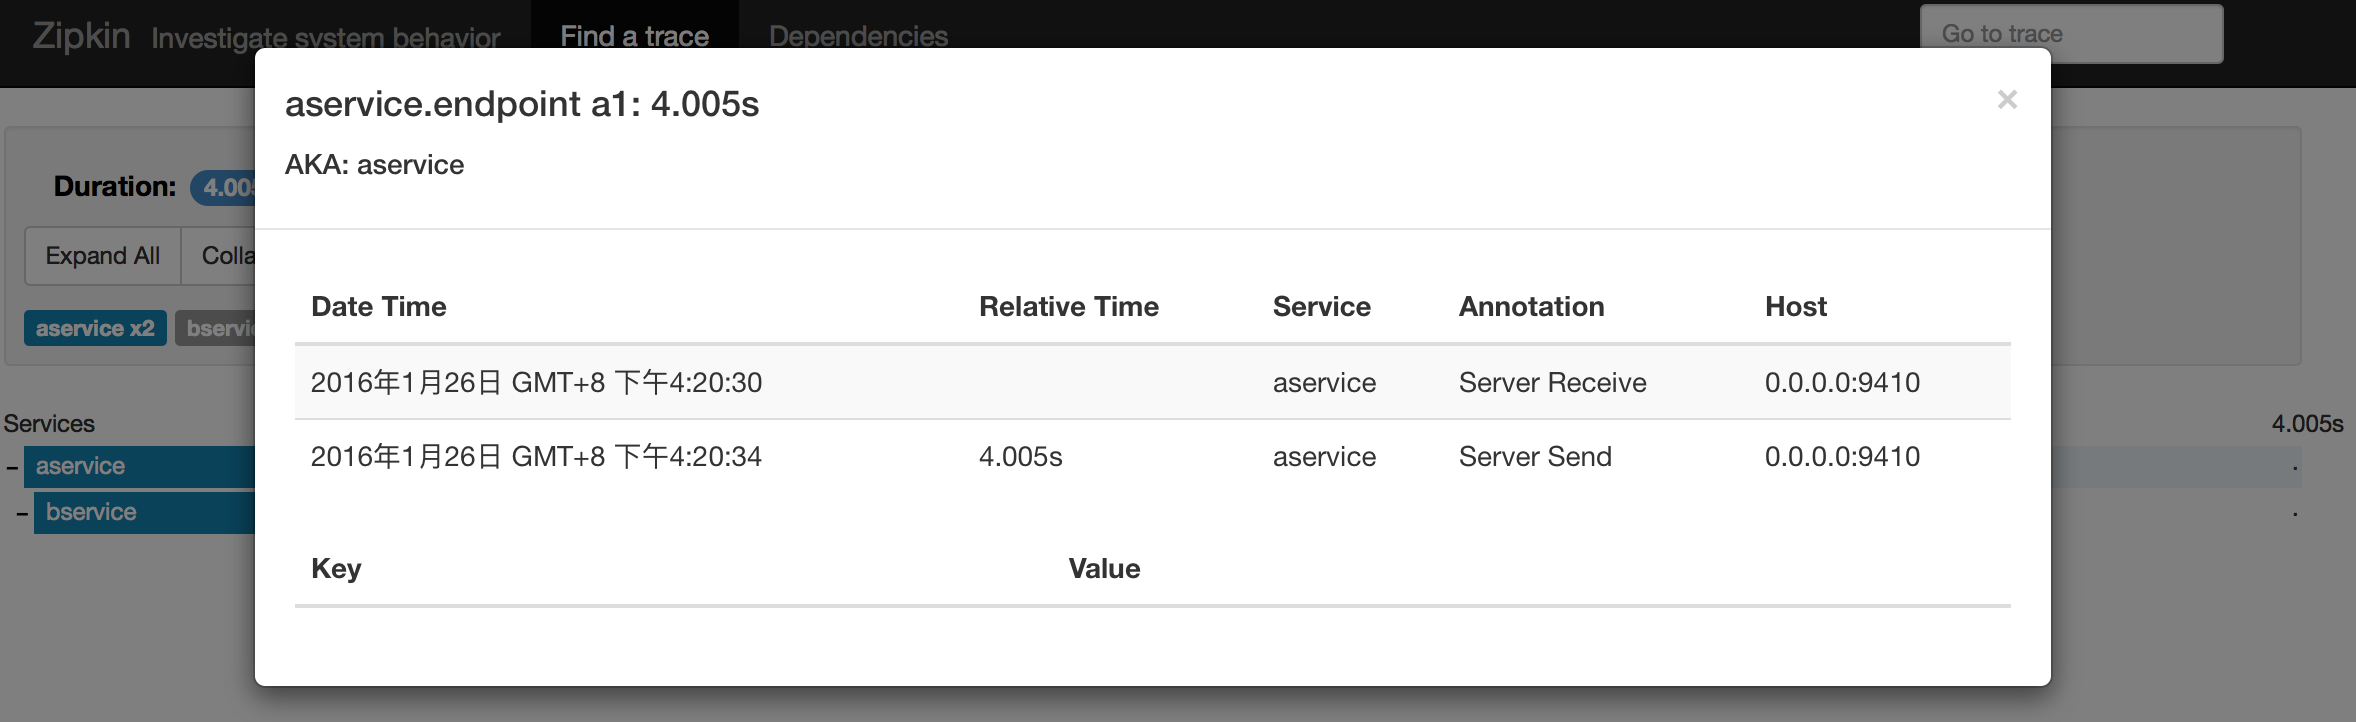 Zipkin Investigate system behavior Find a trace Dependencies Go to trace
aservice.endpoint a1: 4.005s ×
AKA: aservice
Duration: 4.005
Expand All Colla
aservice x2 bservic
Date Time Relative Time Service Annotation Host
2016年1月26日 GMT+8 下午4:20:30 aservice Server Receive 0.0.0.0:9410
2016年1月26日 GMT+8 下午4:20:34 4.005s aservice Server Send 0.0.0.0:9410
Services 4.005s
– aservice .
– bservice .
Key Value